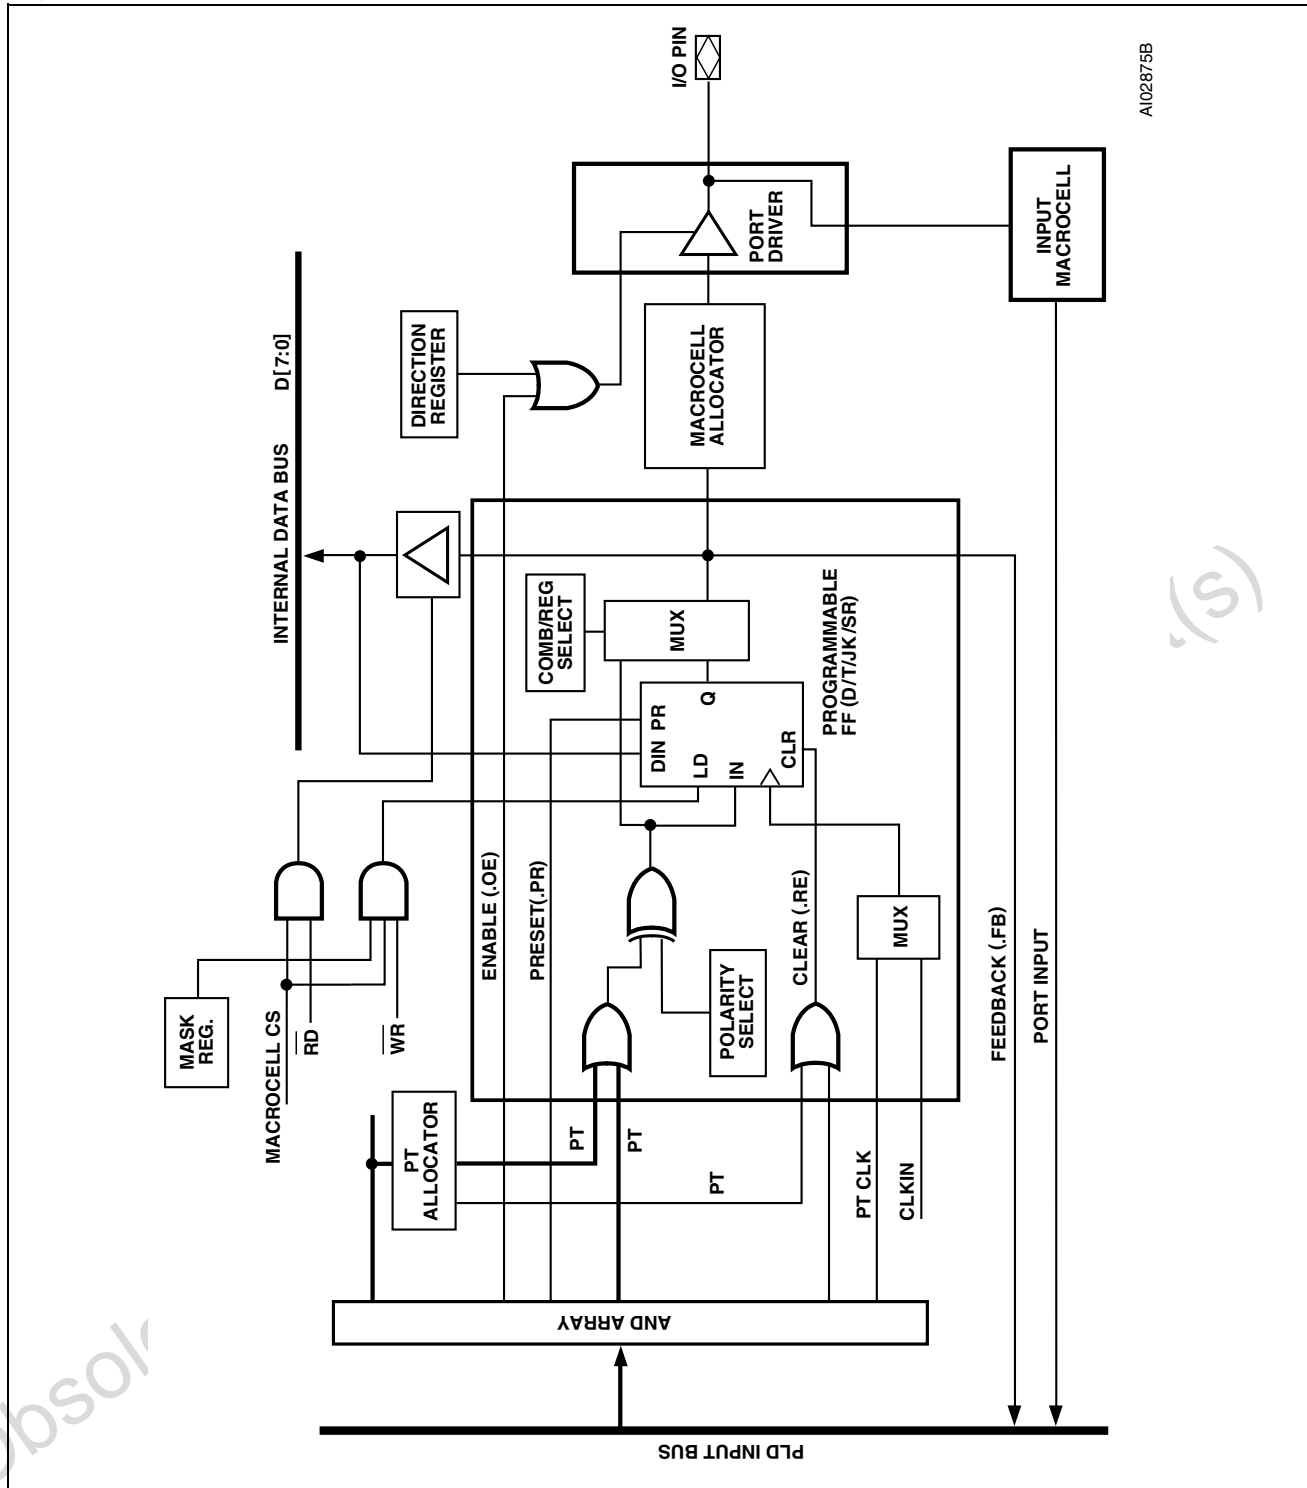 I/O PIN
AI02875B
PORT
DRIVER
INPUT
MACROCELL
DIRECTION
REGISTER
MACROCELL
ALLOCATOR
INTERNAL DATA BUS D[7:0]
COMB/REG
SELECT
MUX
PROGRAMMABLE
FF (D/T/JK/SR)
DIN PR
Q
LD
IN
CLR
ENABLE (.OE)
PRESET(.PR)
CLEAR (.RE)
MUX
FEEDBACK (.FB)
PORT INPUT
POLARITY
SELECT
MASK
REG.
MACROCELL CS
RD
WR
PT
ALLOCATOR
PT
PT
PT
PT CLK
CLKIN
AND ARRAY
PLD INPUT BUS
(s)